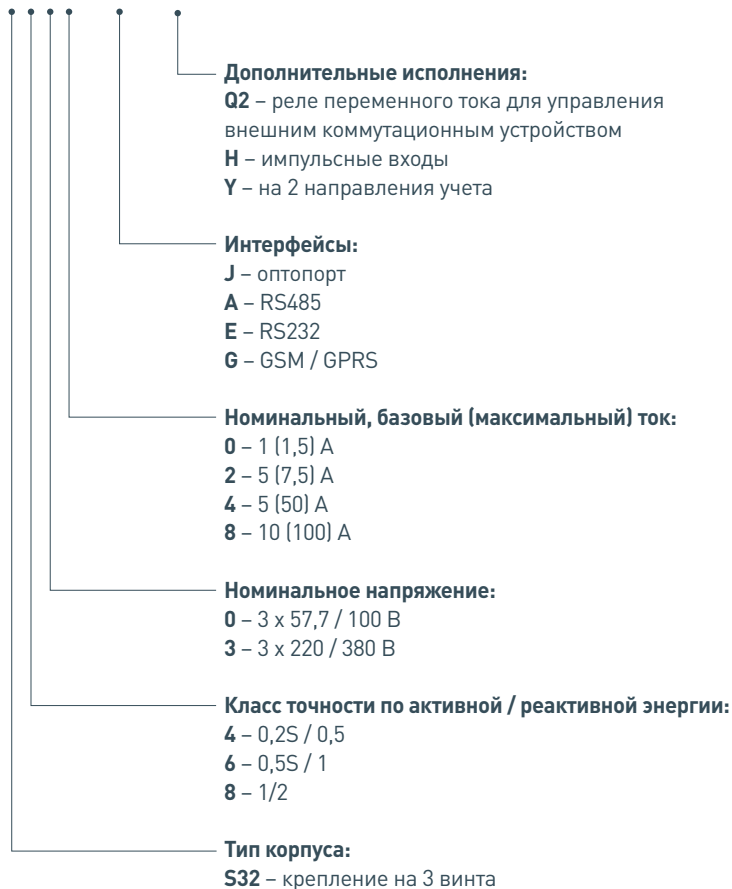 Дополнительные исполнения:
Q2 – реле переменного тока для управления
внешним коммутационным устройством
H – импульсные входы
Y – на 2 направления учета
Интерфейсы:
J – оптопорт
A – RS485
E – RS232
G – GSM / GPRS
Номинальный, базовый (максимальный) ток:
0 – 1 (1,5) А
2 – 5 (7,5) А
4 – 5 (50) А
8 – 10 (100) А
Номинальное напряжение:
0 – 3 х 57,7 / 100 В
3 – 3 х 220 / 380 В
Класс точности по активной / реактивной энергии:
4 – 0,2S / 0,5
6 – 0,5S / 1
8 – 1/2
Тип корпуса:
S32 – крепление на 3 винта